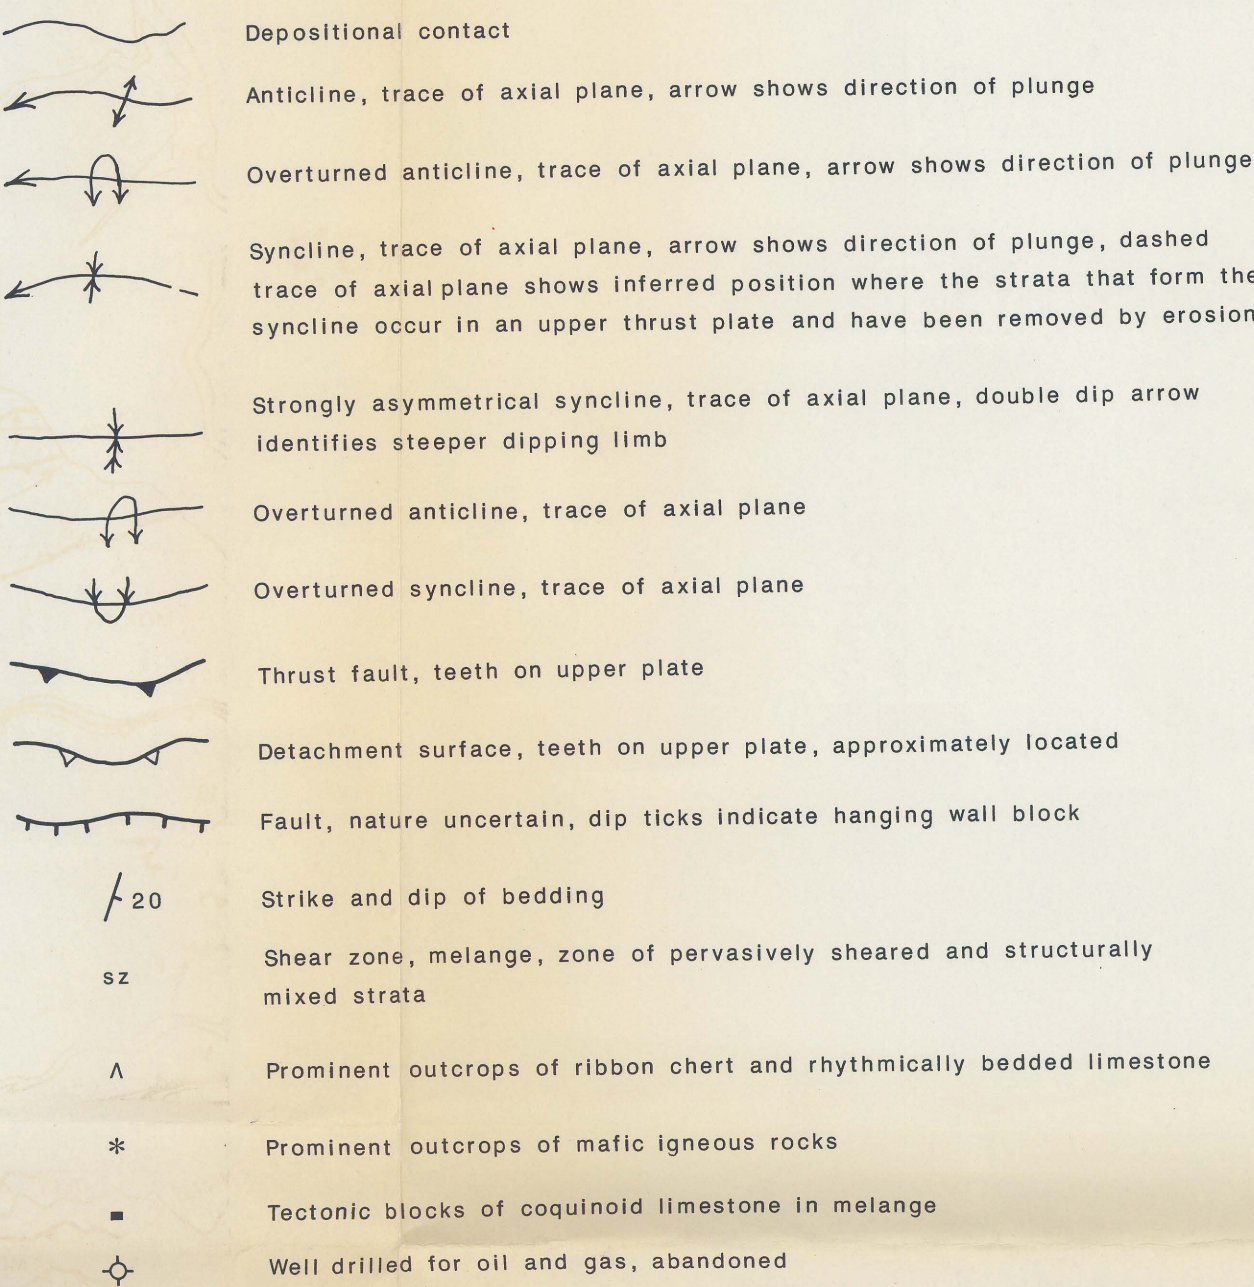 Depositional contact
Anticline, trace of axial plane, arrow shows direction of plunge
Overturned anticline, trace of axial plane, arrow shows direction of plunge
Syncline, trace of axial plane, arrow shows direction of plunge, dashed
trace of axial plane shows inferred position where the strata that form the
syncline occur in an upper thrust plate and have been removed by erosion
Strongly asymmetrical syncline, trace of axial plane, double dip arrow
identifies steeper dipping limb
Overturned anticline, trace of axial plane
Overturned syncline, trace of axial plane
Thrust fault, teeth on upper plate
Detachment surface, teeth on upper plate, approximately located
Fault, nature uncertain, dip ticks indicate hanging wall block
20 Strike and dip of bedding
sz Shear zone, melange, zone of pervasively sheared and structurally
mixed strata
Prominent outcrops of ribbon chert and rhythmically bedded limestone
Prominent outcrops of mafic igneous rocks
Tectonic blocks of coquinoid limestone in melange
Well drilled for oil and gas, abandoned